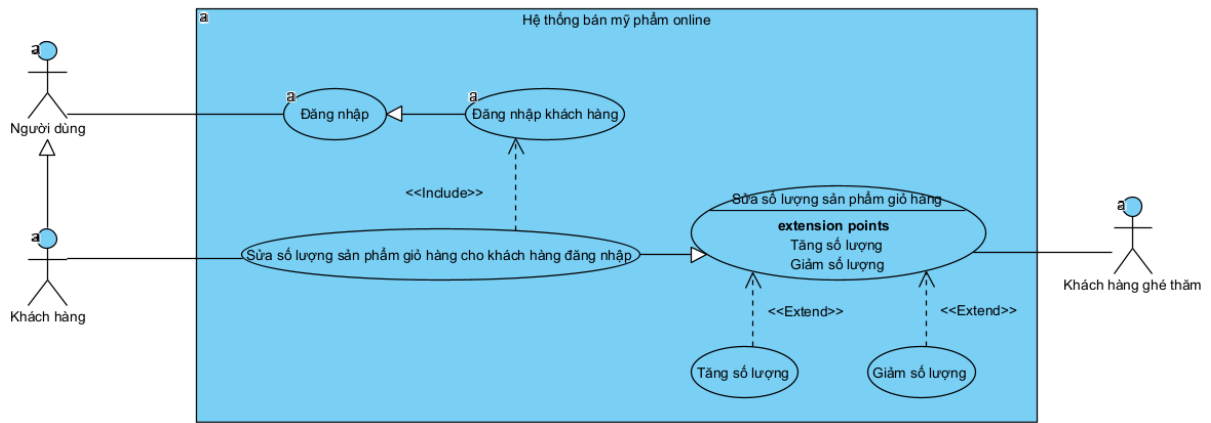 a
Hệ thống bán mỹ phẩm online
a
Người dùng
a
Đăng nhập
a
Đăng nhập khách hàng
<<Include>>
Sửa số lượng sản phẩm giỏ hàng
extension points
Tăng số lượng
Giảm số lượng
a
Khách hàng
Sửa số lượng sản phẩm giỏ hàng cho khách hàng đăng nhập
a
Khách hàng ghé thăm
<<Extend>>
<<Extend>>
Tăng số lượng
Giảm số lượng